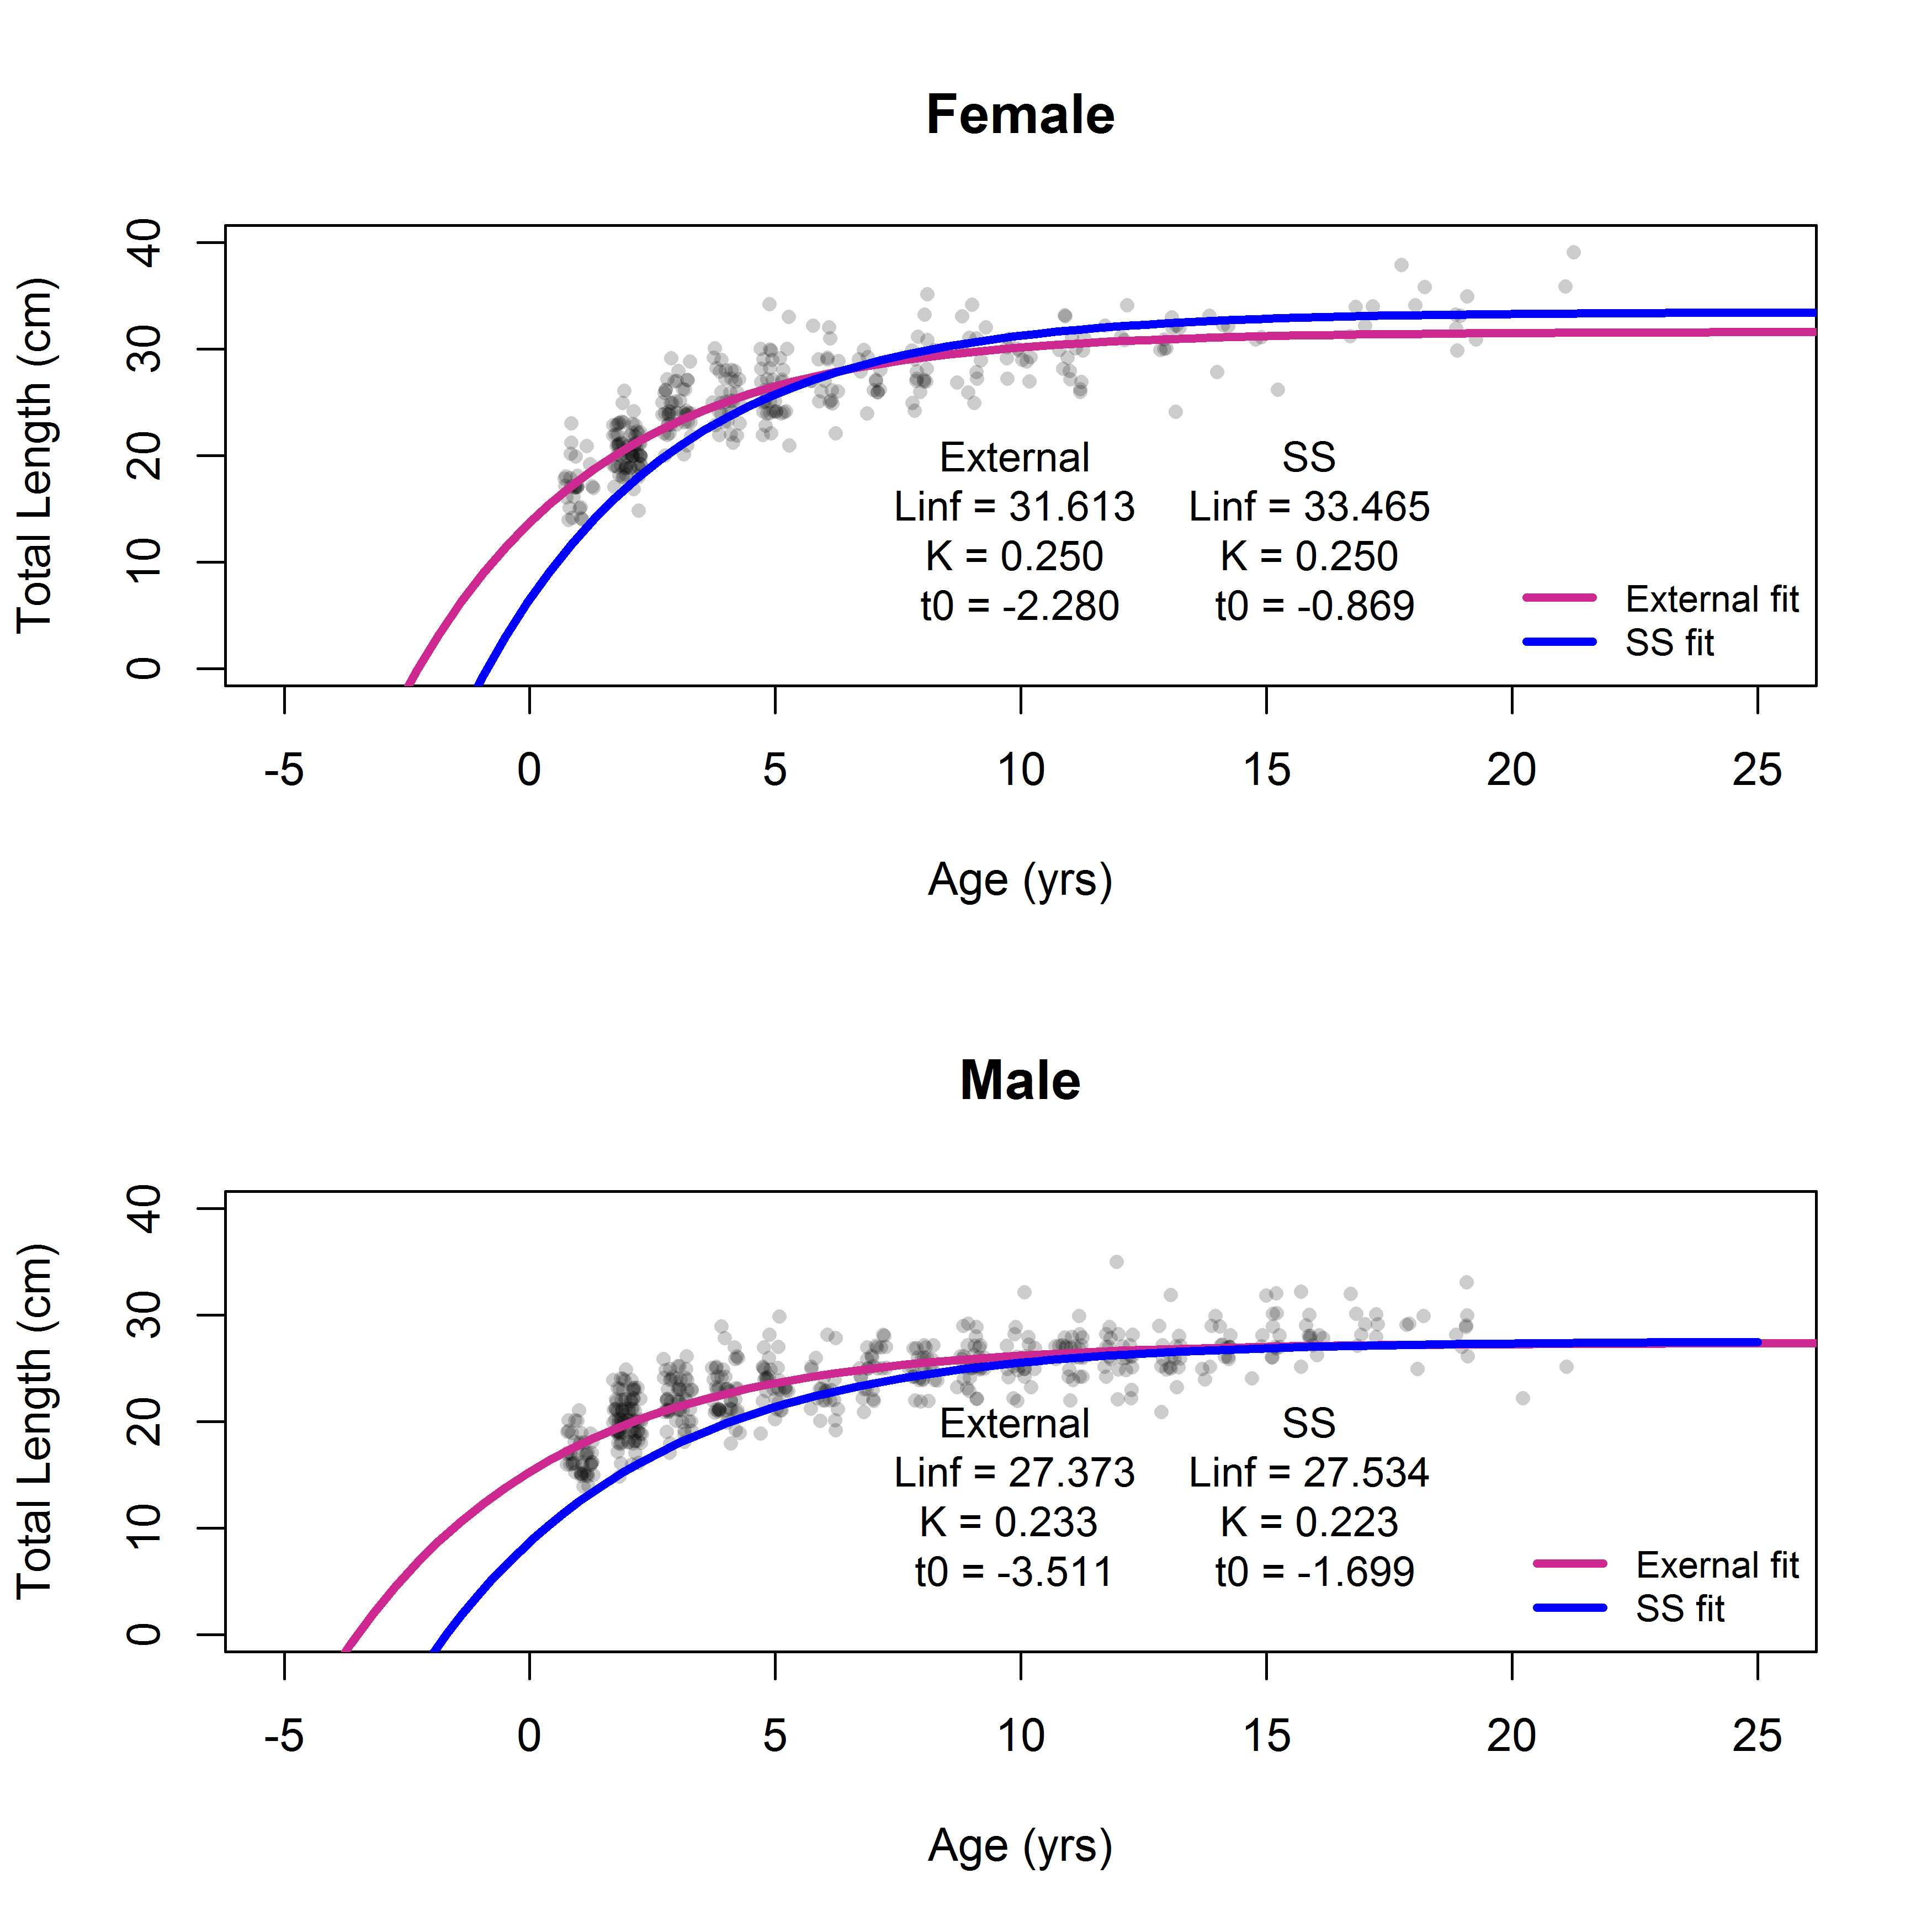 Female
Total Length (cm)
40
30
20
10
0
External SS
Linf = 31.613 Linf = 33.465
K = 0.250 K = 0.250
t0 = -2.280 t0 = -0.869
External fit
SS fit
-5 0 5 10 15 20 25
Age (yrs)
Male
Total Length (cm)
40
30
20
10
0
External SS
Linf = 27.373 Linf = 27.534
K = 0.233 K = 0.223
t0 = -3.511 t0 = -1.699
Exernal fit
SS fit
-5 0 5 10 15 20 25
Age (yrs)